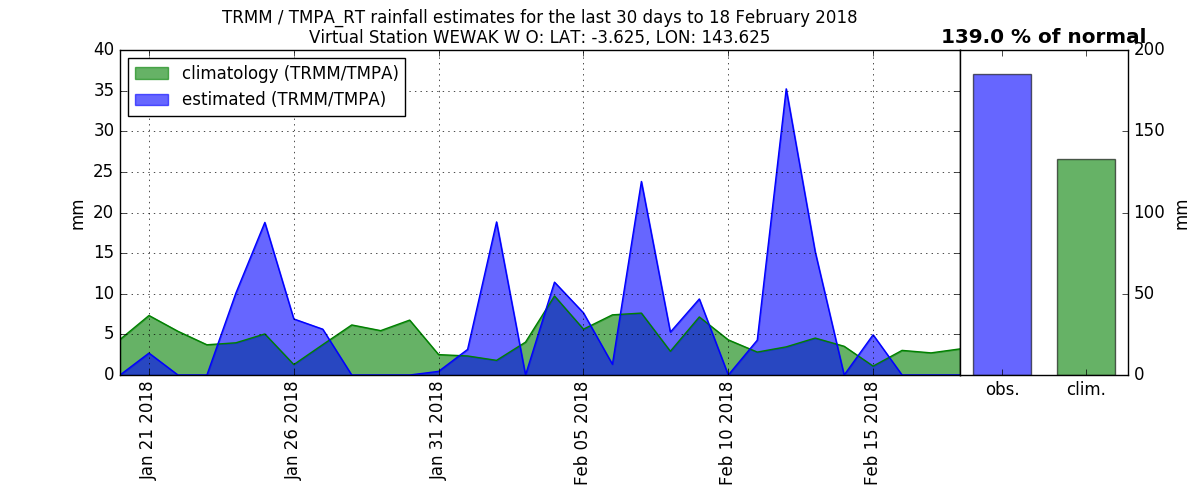 TRMM / TMPA_RT rainfall estimates for the last 30 days to 18 February 2018
Virtual Station WEWAK W O: LAT: -3.625, LON: 143.625
139.0 % of normal
climatology (TRMM/TMPA)
estimated (TRMM/TMPA)
40
35
30
25
20
15
10
5
0
mm
Jan 21 2018
Jan 26 2018
Jan 31 2018
Feb 05 2018
Feb 10 2018
Feb 15 2018
200
150
100
50
0
mm
obs.
clim.